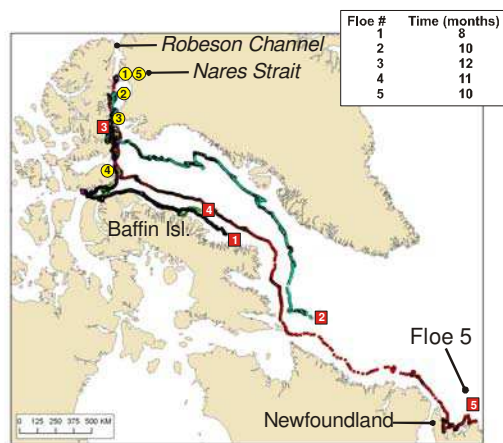 Floe # Time (months)
1 8
2 10
3 12
4 11
5 10
Robeson Channel
1 5 Nares Strait
2
3
3
4
4
Baffin Isl.
1
2
Floe 5
5
Newfoundland
0 125 250 500 KM